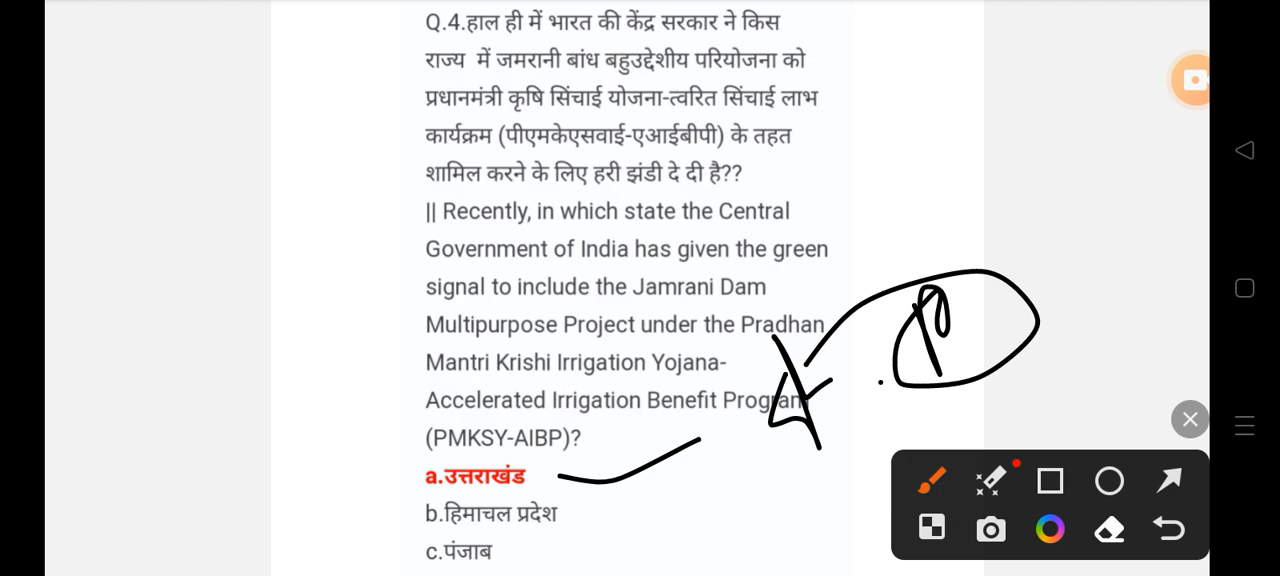 Q.4.हाल ही में भारत की केंद्र सरकार ने किस
राज्य में जमरानी बांध बहुउद्देशीय परियोजना को
प्रधानमंत्री कृषि सिंचाई योजना-त्वरित सिंचाई लाभ
कार्यक्रम (पीएमकेएसवाई-एआईबीपी) के तहत
शामिल करने के लिए हरी झंडी दे दी है??
|| Recently, in which state the Central
Government of India has given the green
signal to include the Jamrani Dam
Multipurpose Project under the Pradhan
Mantri Krishi Irrigation Yojana-
Accelerated Irrigation Benefit Program
(PMKSY-AIBP)?
a.उत्तराखंड
b.हिमाचल प्रदेश
c.पंजाब